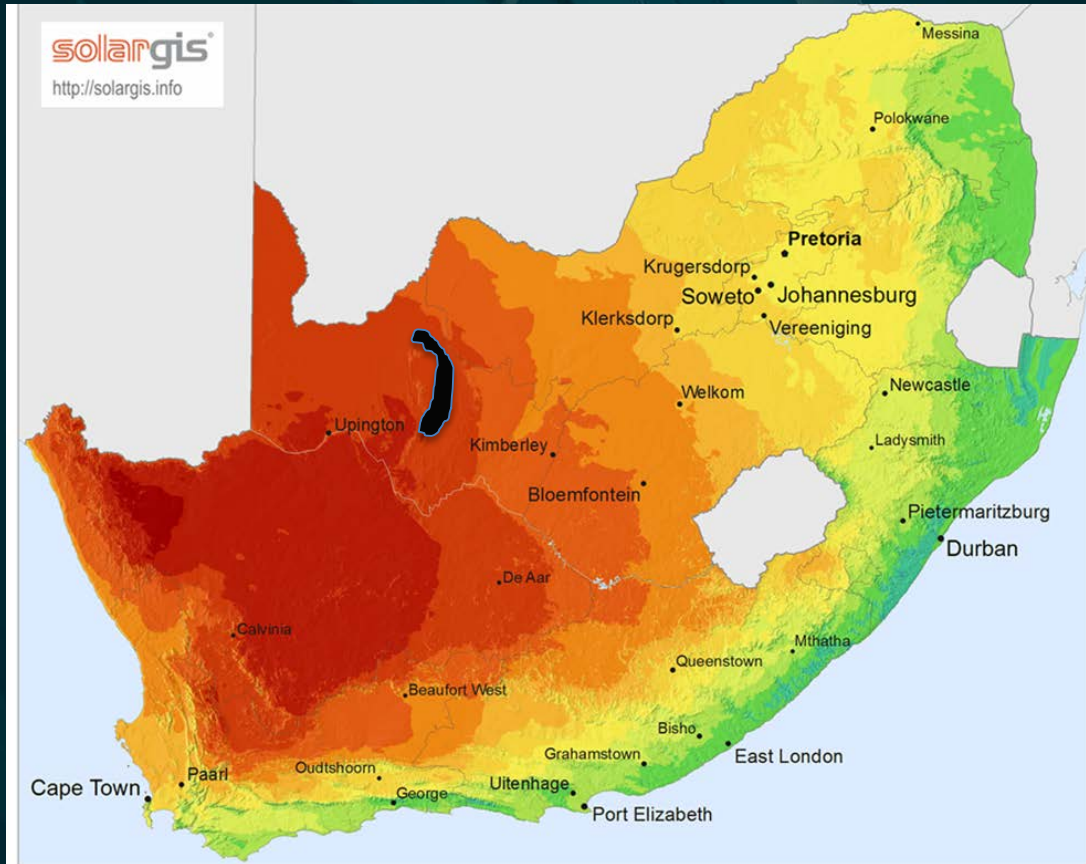 solargis
http://solargis.info
Messina
Polokwane
Pretoria
Krugersdorp
Soweto
Johannesburg
Klerksdorp
Vereeniging
Welkom
Newcastle
Upington
Ladysmith
Kimberley
Bloemfontein
Pietermaritzburg
Durban
De Aar
Calvinia
Mthatha
Queenstown
Beaufort West
Bisho
East London
Grahamstown
Oudtshoorn
Paarl
Cape Town
Uitenhage
George
Port Elizabeth